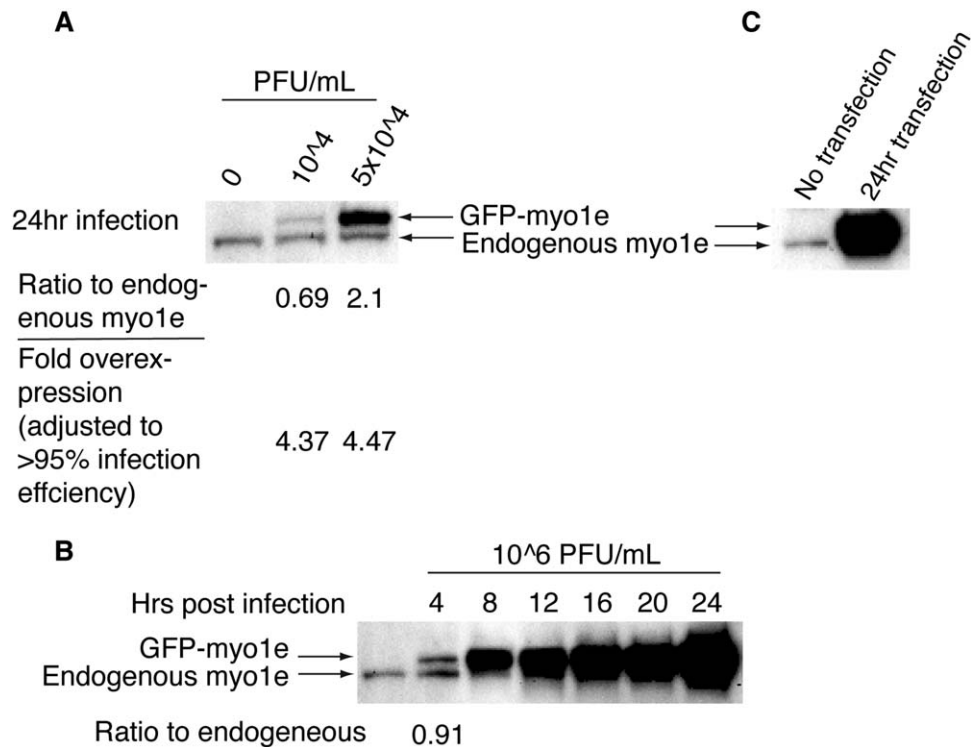 A
PFU/mL
0
10^4
5x10^4
24hr infection
GFP-myo1e
Endogenous myo1e
Ratio to endog-
enous myo1e
0.69 2.1
Fold overex-
pression
(adjusted to
>95% infection
effciency)
4.37 4.47
C
No transfection
24hr transfection
B
10^6 PFU/mL
Hrs post infection 4 8 12 16 20 24
GFP-myo1e
Endogenous myo1e
Ratio to endogeneous 0.91